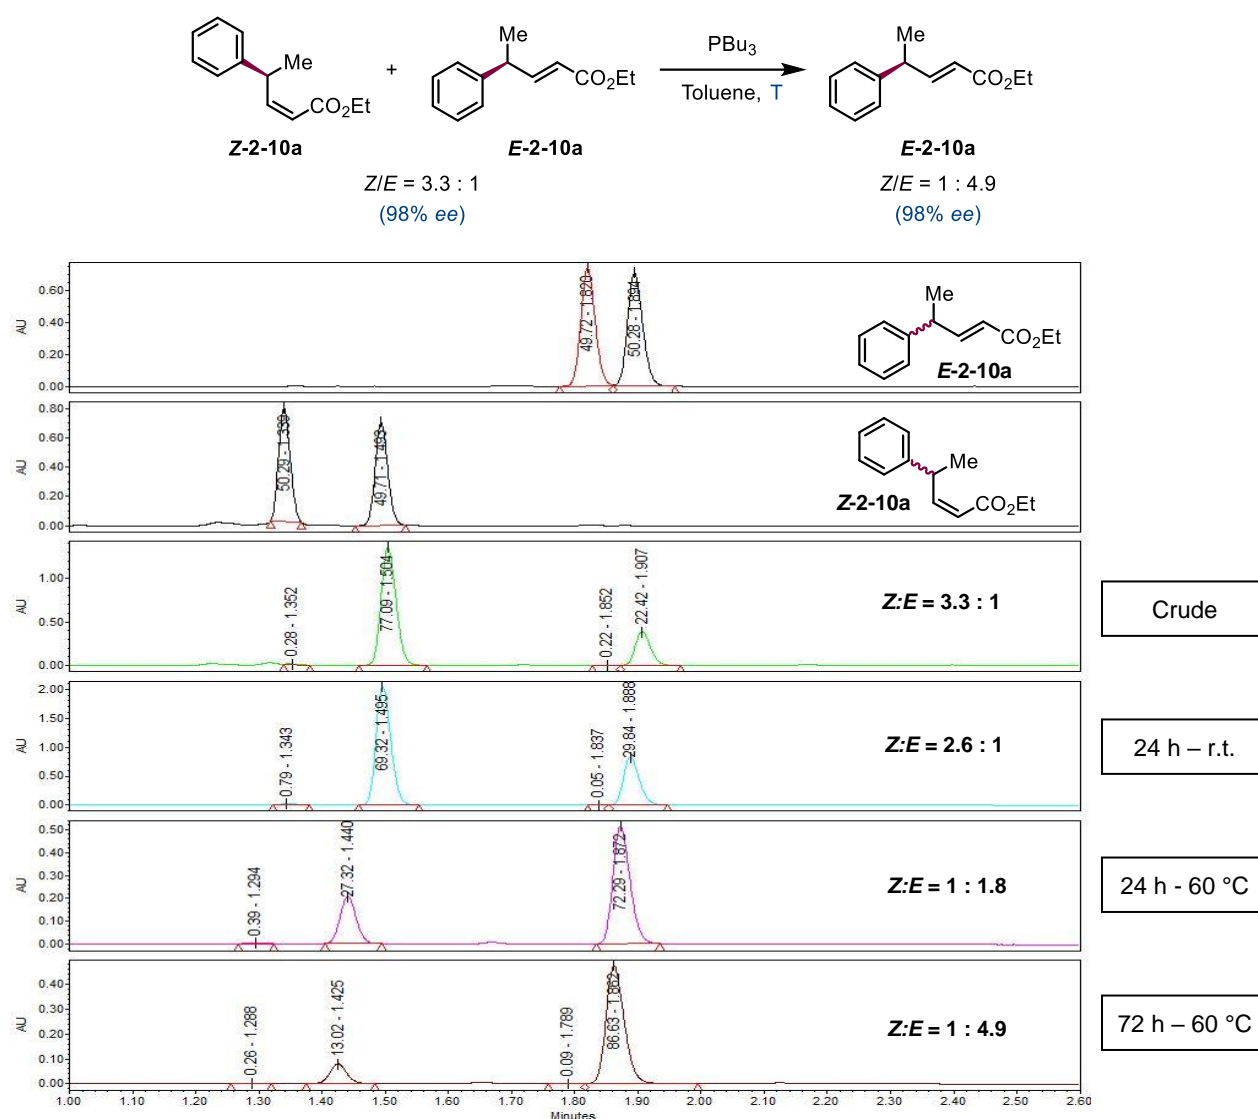 Me
Me
Me
+
PBu₃
CO₂Et
CO₂Et
CO₂Et
Toluene, T
Z-2-10a
E-2-10a
E-2-10a
Z/E = 3.3 : 1
Z/E = 1 : 4.9
(98% ee)
(98% ee)
AU
0.60
0.40
0.20
0.00
49.72 - 1.820
50.28 - 1.894
Me
CO₂Et
E-2-10a
AU
0.80
0.60
0.40
0.20
0.00
50.29 - 1.339
49.71 - 1.493
Me
Z-2-10a
CO₂Et
AU
1.00
0.50
0.00
0.28 - 1.352
77.09 - 1.504
0.22 - 1.852
22.42 - 1.907
Z:E = 3.3 : 1
Crude
AU
2.00
1.50
1.00
0.50
0.00
0.79 - 1.343
69.32 - 1.495
0.05 - 1.837
29.84 - 1.888
Z:E = 2.6 : 1
24 h – r.t.
AU
0.50
0.40
0.30
0.20
0.10
0.00
0.39 - 1.294
27.32 - 1.440
72.29 - 1.872
Z:E = 1 : 1.8
24 h - 60 °C
AU
0.40
0.30
0.20
0.10
0.00
0.26 - 1.288
13.02 - 1.425
0.09 - 1.789
86.63 - 1.862
Z:E = 1 : 4.9
72 h – 60 °C
1.00 1.10 1.20 1.30 1.40 1.50 1.60 1.70 1.80 1.90 2.00 2.10 2.20 2.30 2.40 2.50 2.60
Minutes